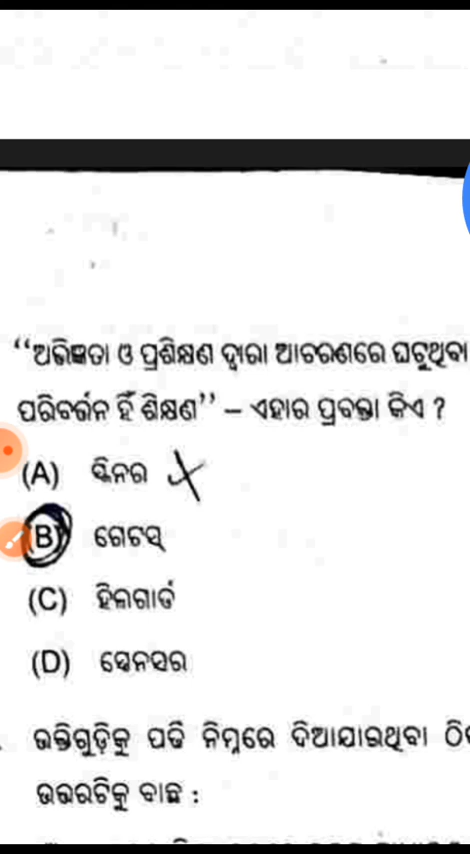 ‘‘ଅଭିଜ୍ଞତା ଓ ପ୍ରଶିକ୍ଷଣ ଦ୍ୱାରା ଆଚରଣରେ ଘଟୁଥିବା
ପରିବର୍ତ୍ତନ ହିଁ ଶିକ୍ଷଣ’’ – ଏହାର ପ୍ରବକ୍ତା କିଏ ?
(A) ସ୍କିନର
(B) ଗେଟସ୍
(C) ହିଲଗାର୍ଡ
(D) ସ୍ପେନସର
ଉକ୍ତିଗୁଡ଼ିକୁ ପଢି ନିମ୍ନରେ ଦିଆଯାଇଥିବା
ଉତ୍ତରଟିକୁ ବାଛ :